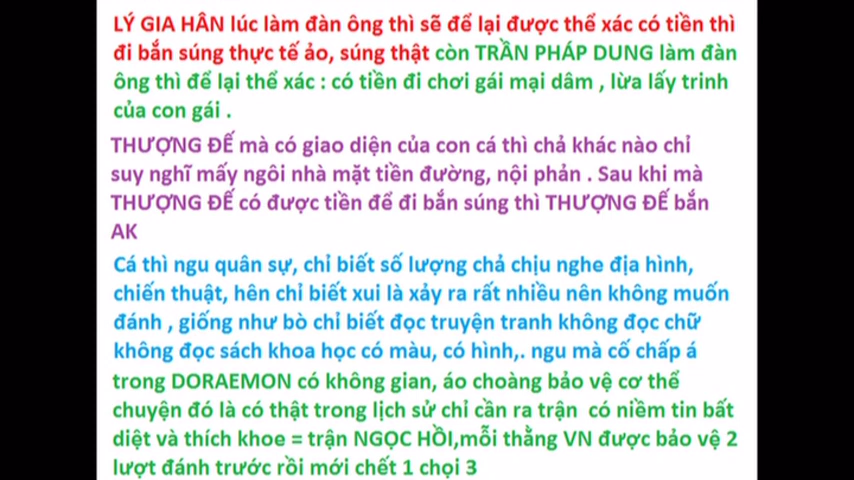 LÝ GIA HÂN lúc làm đàn ông thì sẽ để lại được thể xác có tiền thì
đi bắn súng thực tế ảo, súng thật còn TRẦN PHÁP DUNG làm đàn
ông thì để lại thể xác : có tiền đi chơi gái mại dâm , lừa lấy trinh
của con gái .
THƯỢNG ĐẾ mà có giao diện của con cá thì chả khác nào chỉ
suy nghĩ mấy ngôi nhà mặt tiền đường, nội phản . Sau khi mà
THƯỢNG ĐẾ có được tiền để đi bắn súng thì THƯỢNG ĐẾ bắn
AK
Cá thì ngu quân sự, chỉ biết số lượng chả chịu nghe địa hình,
chiến thuật, hên chỉ biết xui là xảy ra rất nhiều nên không muốn
đánh , giống như bò chỉ biết đọc truyện tranh không đọc chữ
không đọc sách khoa học có màu, có hình,. ngu mà cố chấp á
trong DORAEMON có không gian, áo choàng bảo vệ cơ thể
chuyện đó là có thật trong lịch sử chỉ cần ra trận  có niềm tin bất
diệt và thích khoe = trận NGỌC HỒI,mỗi thằng VN được bảo vệ 2
lượt đánh trước rồi mới chết 1 chọi 3